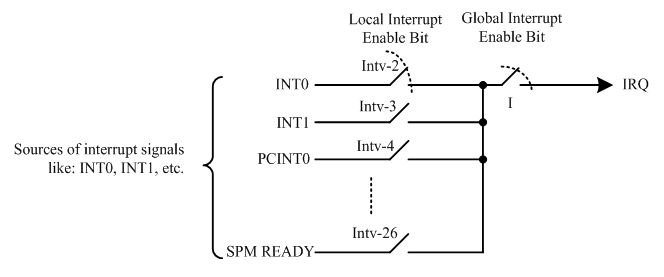 Local Interrupt
Enable Bit
Global Interrupt
Enable Bit
Intv-2
INT0
I
IRQ
Intv-3
INT1
Sources of interrupt signals
like: INT0, INT1, etc.
Intv-4
PCINT0
Intv-26
SPM READY